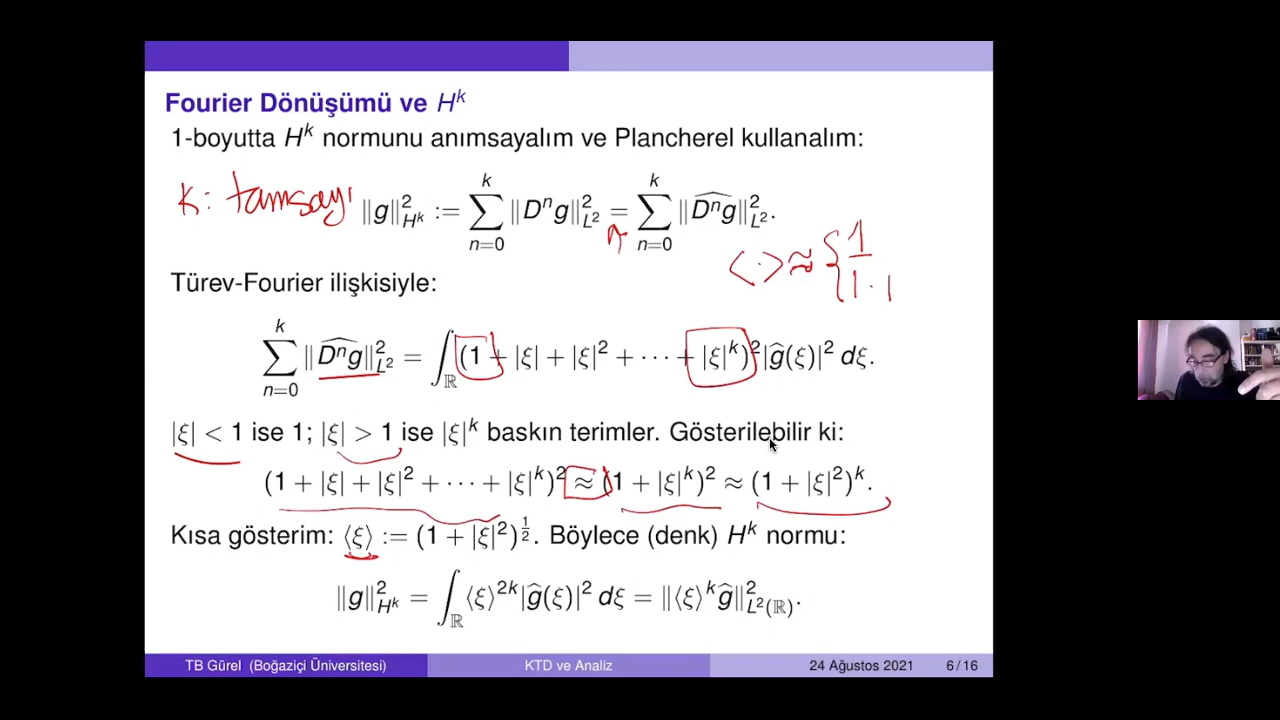 Fourier Dönüşümü ve H^k
1-boyutta H^k normunu anımsayalım ve Plancherel kullanalım:
k: tamsayı
‖g‖²_{H^k} := ∑_{n=0}^{k} ‖D^n g‖²_{L²} = ∑_{n=0}^{k} ‖\widehat{D^n g}‖²_{L²}.
⟨·⟩ ≈ { 1
|·|
Türev-Fourier ilişkisiyle:
∑_{n=0}^{k} ‖\widehat{D^n g}‖²_{L²} = ∫_ℝ (1 + |ξ| + |ξ|² + ⋯ + |ξ|^k)² |ĝ(ξ)|² dξ.
|ξ| < 1 ise 1; |ξ| > 1 ise |ξ|^k baskın terimler. Gösterilebilir ki:
(1 + |ξ| + |ξ|² + ⋯ + |ξ|^k)² ≈ (1 + |ξ|^k)² ≈ (1 + |ξ|²)^k.
Kısa gösterim: ⟨ξ⟩ := (1 + |ξ|²)^{1/2}. Böylece (denk) H^k normu:
‖g‖²_{H^k} = ∫_ℝ ⟨ξ⟩^{2k} |ĝ(ξ)|² dξ = ‖⟨ξ⟩^k ĝ‖²_{L²(ℝ)}.
TB Gürel (Boğaziçi Üniversitesi) KTD ve Analiz 24 Ağustos 2021 6 / 16